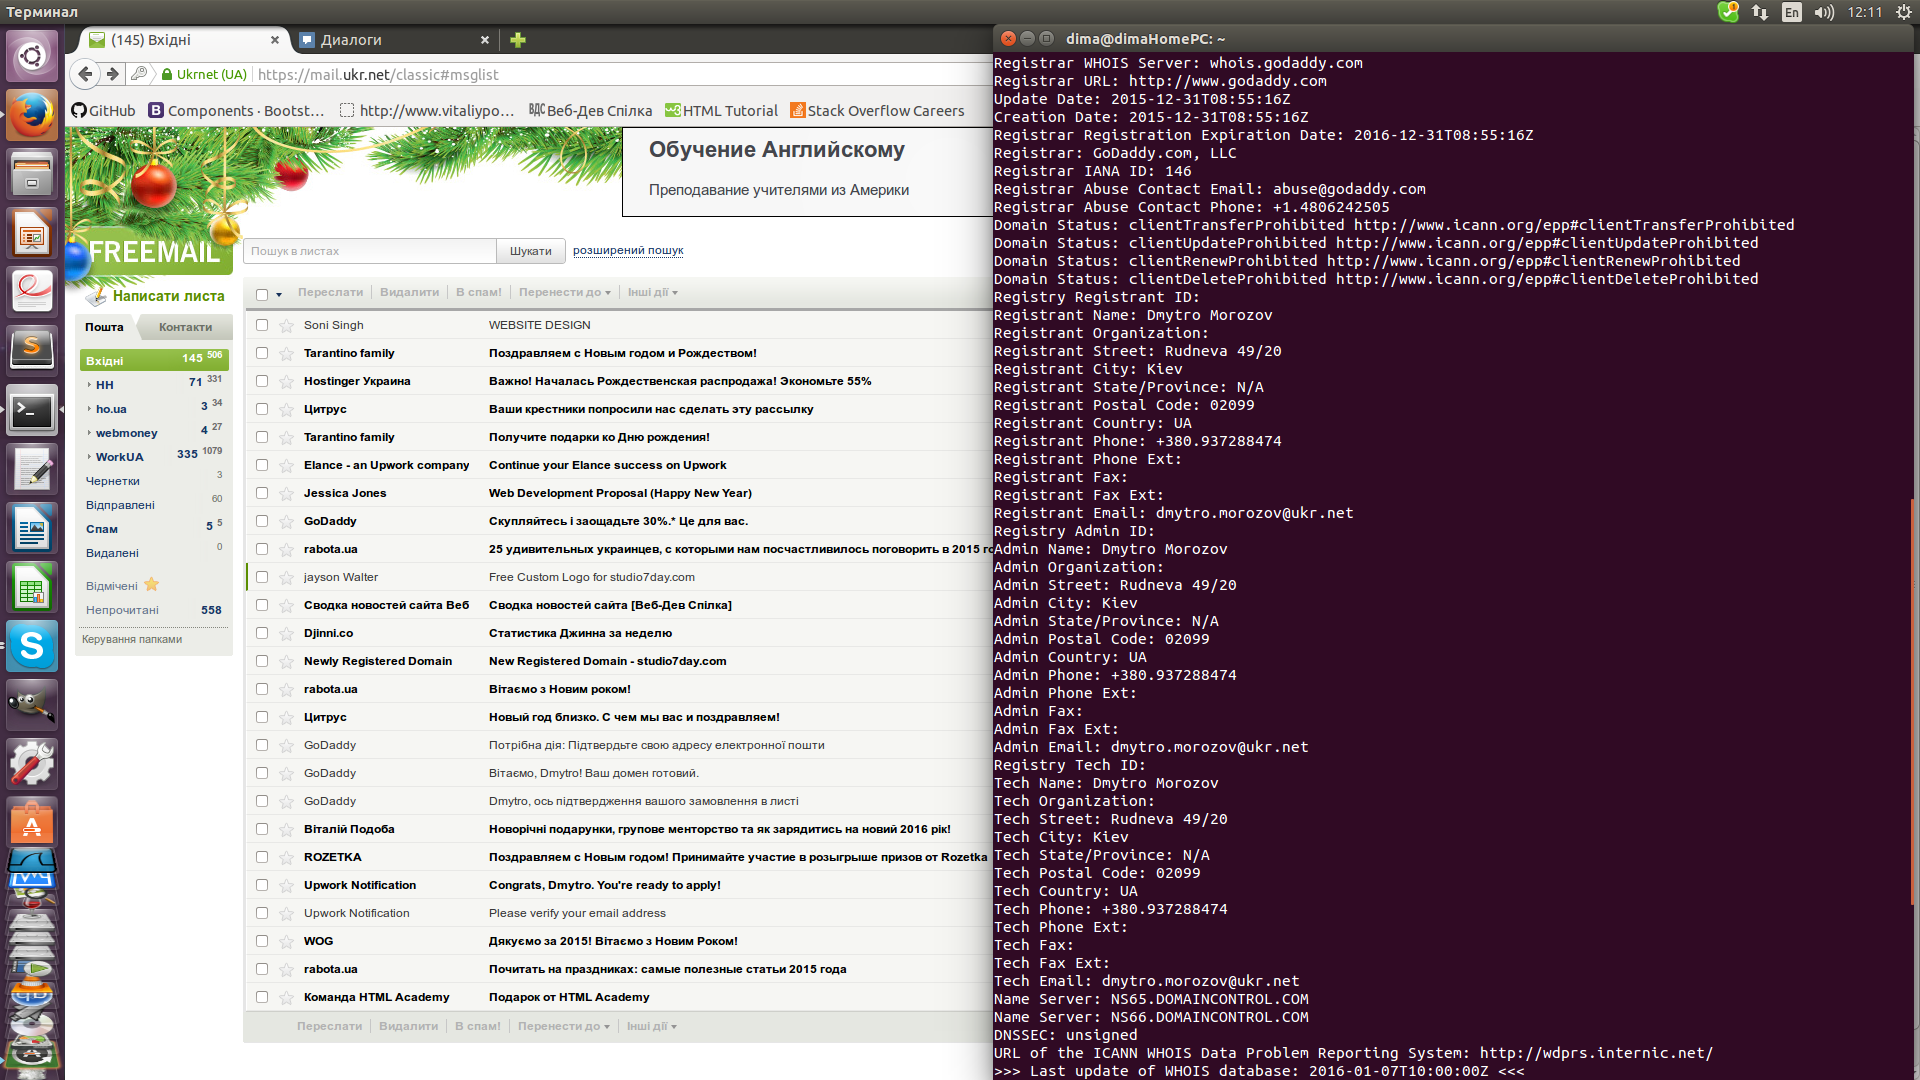 Терминал
En
12:11
(145) Вхідні
Диалоги
dima@dimaHomePC: ~
Ukrnet (UA)
https://mail.ukr.net/classic#msglist
GitHub
Components · Bootst...
http://www.vitaliypo...
ВДС Веб-Дев Спілка
HTML Tutorial
Stack Overflow Careers
Обучение Английскому
Преподавание учителями из Америки
FREEMAIL
Пошук в листах
Шукати
розширений пошук
Написати листа
Пошта
Контакти
Вхідні 145 506
НН 71 331
ho.ua 3 34
webmoney 4 27
WorkUA 335 1079
Чернетки 3
Відправлені 60
Спам 5 5
Видалені 0
Відмічені
Непрочитані 558
Керування папками
Переслати Видалити В спам! Перенести до Інші дії
Soni Singh WEBSITE DESIGN
Tarantino family Поздравляем с Новым годом и Рождеством!
Hostinger Украина Важно! Началась Рождественская распродажа! Экономьте 55%
Цитрус Ваши крестники попросили нас сделать эту рассылку
Tarantino family Получите подарки ко Дню рождения!
Elance - an Upwork company Continue your Elance success on Upwork
Jessica Jones Web Development Proposal (Happy New Year)
GoDaddy Скупляйтесь і заощадьте 30%.* Це для вас.
rabota.ua 25 удивительных украинцев, с которыми нам посчастливилось поговорить в 2015 го
jayson Walter Free Custom Logo for studio7day.com
Сводка новостей сайта Веб Сводка новостей сайта [Веб-Дев Спілка]
Djinni.co Статистика Джинна за неделю
Newly Registered Domain New Registered Domain - studio7day.com
rabota.ua Вітаємо з Новим роком!
Цитрус Новый год близко. С чем мы вас и поздравляем!
GoDaddy Потрібна дія: Підтвердьте свою адресу електронної пошти
GoDaddy Вітаємо, Dmytro! Ваш домен готовий.
GoDaddy Dmytro, ось підтвердження вашого замовлення в листі
Віталій Подоба Новорічні подарунки, групове менторство та як зарядитись на новий 2016 рік!
ROZETKA Поздравляем с Новым годом! Принимайте участие в розыгрыше призов от Rozetka
Upwork Notification Congrats, Dmytro. You're ready to apply!
Upwork Notification Please verify your email address
WOG Дякуємо за 2015! Вітаємо з Новим Роком!
rabota.ua Почитать на праздниках: самые полезные статьи 2015 года
Команда HTML Academy Подарок от HTML Academy
Переслати Видалити В спам! Перенести до Інші дії
Registrar WHOIS Server: whois.godaddy.com
Registrar URL: http://www.godaddy.com
Update Date: 2015-12-31T08:55:16Z
Creation Date: 2015-12-31T08:55:16Z
Registrar Registration Expiration Date: 2016-12-31T08:55:16Z
Registrar: GoDaddy.com, LLC
Registrar IANA ID: 146
Registrar Abuse Contact Email: abuse@godaddy.com
Registrar Abuse Contact Phone: +1.4806242505
Domain Status: clientTransferProhibited http://www.icann.org/epp#clientTransferProhibited
Domain Status: clientUpdateProhibited http://www.icann.org/epp#clientUpdateProhibited
Domain Status: clientRenewProhibited http://www.icann.org/epp#clientRenewProhibited
Domain Status: clientDeleteProhibited http://www.icann.org/epp#clientDeleteProhibited
Registry Registrant ID:
Registrant Name: Dmytro Morozov
Registrant Organization:
Registrant Street: Rudneva 49/20
Registrant City: Kiev
Registrant State/Province: N/A
Registrant Postal Code: 02099
Registrant Country: UA
Registrant Phone: +380.937288474
Registrant Phone Ext:
Registrant Fax:
Registrant Fax Ext:
Registrant Email: dmytro.morozov@ukr.net
Registry Admin ID:
Admin Name: Dmytro Morozov
Admin Organization:
Admin Street: Rudneva 49/20
Admin City: Kiev
Admin State/Province: N/A
Admin Postal Code: 02099
Admin Country: UA
Admin Phone: +380.937288474
Admin Phone Ext:
Admin Fax:
Admin Fax Ext:
Admin Email: dmytro.morozov@ukr.net
Registry Tech ID:
Tech Name: Dmytro Morozov
Tech Organization:
Tech Street: Rudneva 49/20
Tech City: Kiev
Tech State/Province: N/A
Tech Postal Code: 02099
Tech Country: UA
Tech Phone: +380.937288474
Tech Phone Ext:
Tech Fax:
Tech Fax Ext:
Tech Email: dmytro.morozov@ukr.net
Name Server: NS65.DOMAINCONTROL.COM
Name Server: NS66.DOMAINCONTROL.COM
DNSSEC: unsigned
URL of the ICANN WHOIS Data Problem Reporting System: http://wdprs.internic.net/
>>> Last update of WHOIS database: 2016-01-07T10:00:00Z <<<